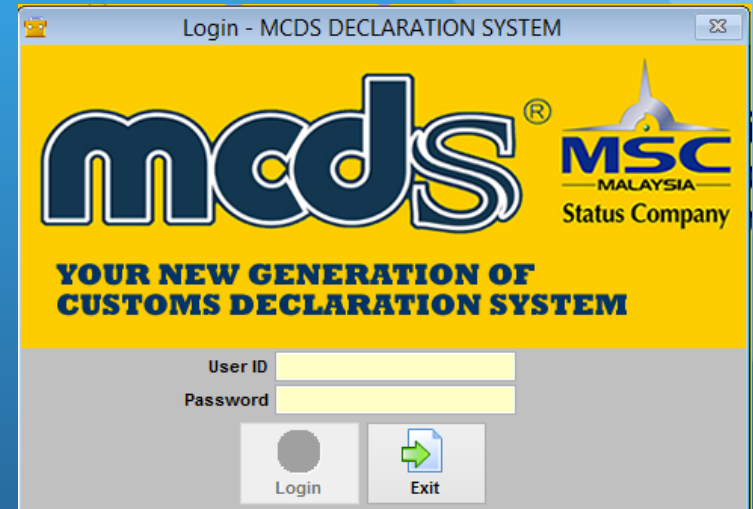 Login - MCDS DECLARATION SYSTEM
mcds®
MSC
MALAYSIA
Status Company
YOUR NEW GENERATION OF
CUSTOMS DECLARATION SYSTEM
User ID
Password
Login
Exit